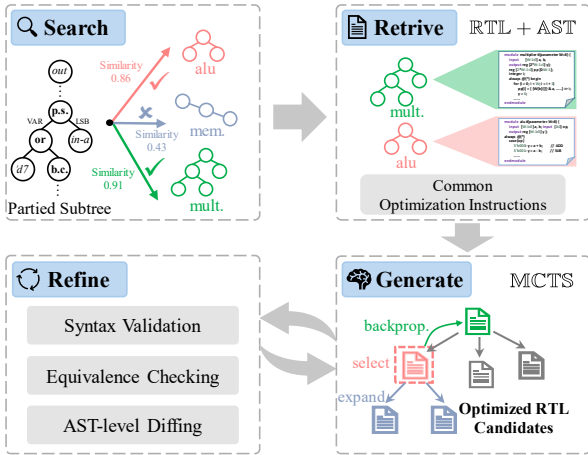 Search
out
p.s.
VAR
LSB
or
in-a
'd7
b.c.
Partied Subtree
Similarity
0.86
alu
Similarity
0.43
mem.
Similarity
0.91
mult.
Retrive
RTL + AST
mult.
alu
Common
Optimization Instructions
Refine
Syntax Validation
Equivalence Checking
AST-level Diffing
Generate
MCTS
backprop.
select
expand
Optimized RTL
Candidates